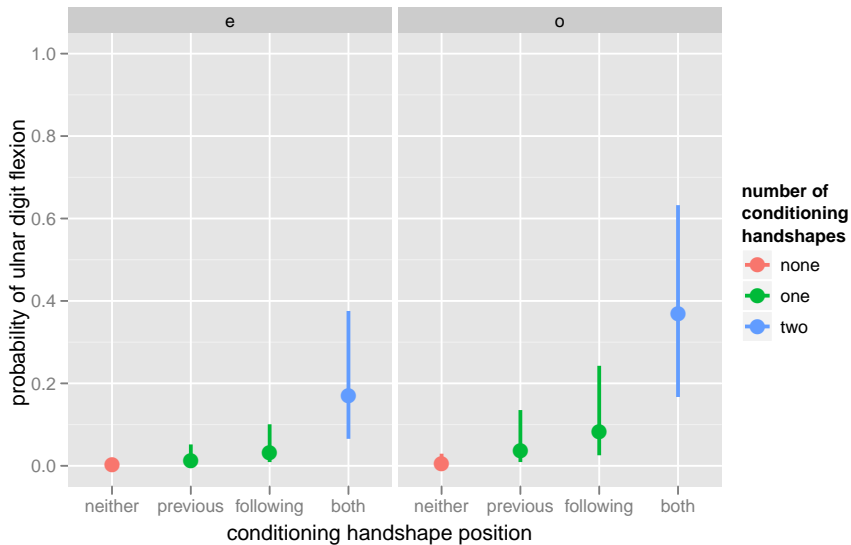 e
o
1.0
0.8
0.6
0.4
0.2
0.0
probability of ulnar digit flexion
neither previous following both
neither previous following both
conditioning handshape position
number of
conditioning
handshapes
none
one
two